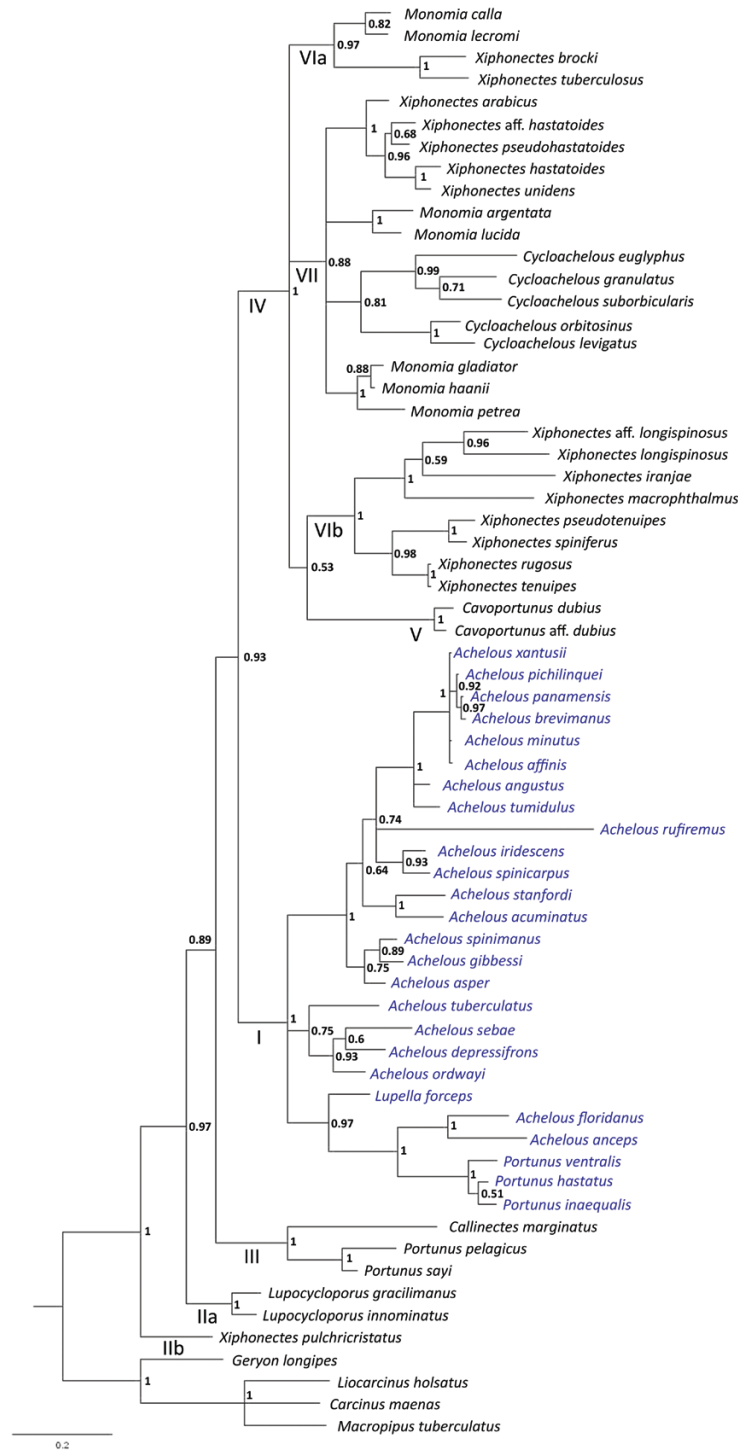 Monomia calla
0.82
Monomia lecromi
0.97
VIa
Xiphonectes brocki
1
Xiphonectes tuberculosus
Xiphonectes arabicus
1
Xiphonectes aff. hastatoides
0.68
Xiphonectes pseudohastatoides
0.96
Xiphonectes hastatoides
1
Xiphonectes unidens
Monomia argentata
1
Monomia lucida
Cycloachelous euglyphus
VII
0.88
0.99
Cycloachelous granulatus
0.71
IV
1
0.81
Cycloachelous suborbicularis
Cycloachelous orbitosinus
1
Cycloachelous levigatus
Monomia gladiator
0.88
Monomia haanii
1
Monomia petrea
Xiphonectes aff. longispinosus
0.96
Xiphonectes longispinosus
0.59
Xiphonectes iranjae
1
Xiphonectes macrophthalmus
1
Xiphonectes pseudotenuipes
VIb
1
Xiphonectes spiniferus
0.98
Xiphonectes rugosus
0.53
1
Xiphonectes tenuipes
Cavoportunus dubius
1
V
Cavoportunus aff. dubius
Achelous xantusii
0.93
Achelous pichilinquei
0.92
1
Achelous panamensis
0.97
Achelous brevimanus
Achelous minutus
Achelous affinis
1
Achelous angustus
Achelous tumidulus
0.74
Achelous rufiremus
Achelous iridescens
0.93
0.64
Achelous spinicarpus
Achelous stanfordi
1
Achelous acuminatus
1
Achelous spinimanus
0.89
0.89
Achelous gibbessi
0.75
Achelous asper
Achelous tuberculatus
1
I
0.75
Achelous sebae
0.6
Achelous depressifrons
0.93
Achelous ordwayi
Lupella forceps
0.97
Achelous floridanus
0.97
1
Achelous anceps
1
Portunus ventralis
1
Portunus hastatus
0.51
Portunus inaequalis
Callinectes marginatus
1
1
III
Portunus pelagicus
1
Portunus sayi
Lupocycloporus gracilimanus
1
IIa
Lupocycloporus innominatus
Xiphonectes pulchricristatus
IIb
Geryon longipes
1
Liocarcinus holsatus
1
Carcinus maenas
Macropipus tuberculatus
0.2